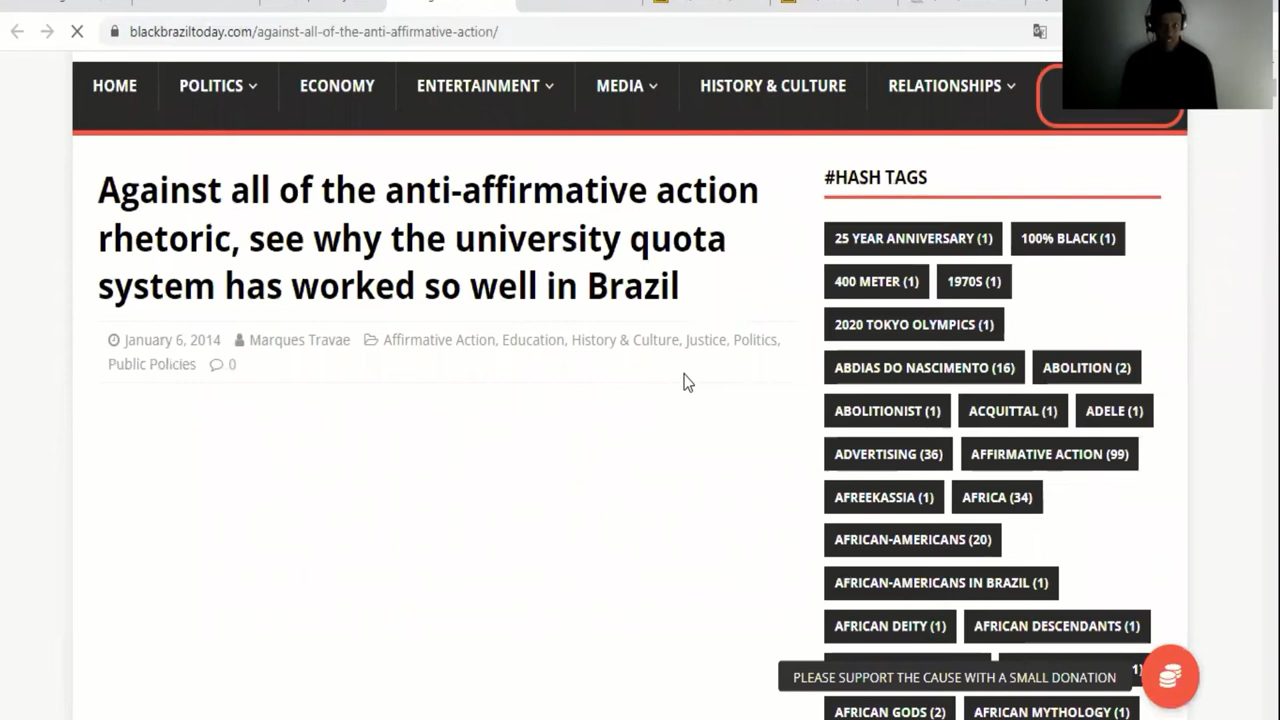 blackbraziltoday.com/against-all-of-the-anti-affirmative-action/
HOME POLITICS ECONOMY ENTERTAINMENT MEDIA HISTORY & CULTURE RELATIONSHIPS
Against all of the anti-affirmative action
rhetoric, see why the university quota
system has worked so well in Brazil
January 6, 2014 Marques Travae Affirmative Action, Education, History & Culture, Justice, Politics,
Public Policies 0
#HASH TAGS
25 YEAR ANNIVERSARY (1) 100% BLACK (1)
400 METER (1) 1970S (1)
2020 TOKYO OLYMPICS (1)
ABDIAS DO NASCIMENTO (16) ABOLITION (2)
ABOLITIONIST (1) ACQUITTAL (1) ADELE (1)
ADVERTISING (36) AFFIRMATIVE ACTION (99)
AFREEKASSIA (1) AFRICA (34)
AFRICAN-AMERICANS (20)
AFRICAN-AMERICANS IN BRAZIL (1)
AFRICAN DEITY (1) AFRICAN DESCENDANTS (1)
PLEASE SUPPORT THE CAUSE WITH A SMALL DONATION
AFRICAN GODS (2) AFRICAN MYTHOLOGY (1)